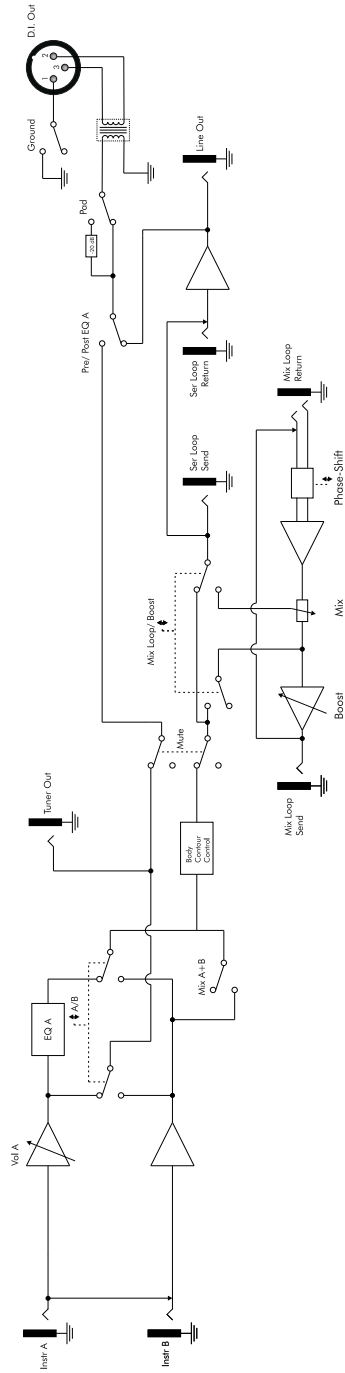 Instr A
Instr B
Vol A
EQ A
A/B
Mix A+B
Tuner Out
Body
Contour
Control
Mute
Mix Loop/ Boost
Mix Loop
Send
Boost
Mix
Phase-Shift
Mix Loop
Return
Ser Loop
Send
Ser Loop
Return
Line Out
Pre/ Post EQ A
-20 dB
Pad
Ground
D.I. Out
1
2
3